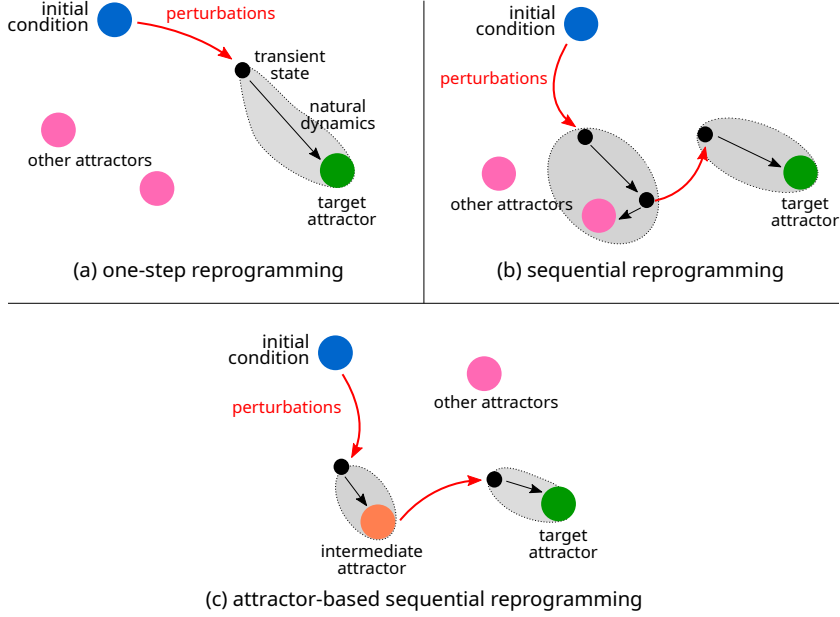 initial
condition
perturbations
transient
state
natural
dynamics
other attractors
target
attractor
(a) one-step reprogramming
initial
condition
perturbations
other attractors
target
attractor
(b) sequential reprogramming
initial
condition
perturbations
other attractors
intermediate
attractor
target
attractor
(c) attractor-based sequential reprogramming